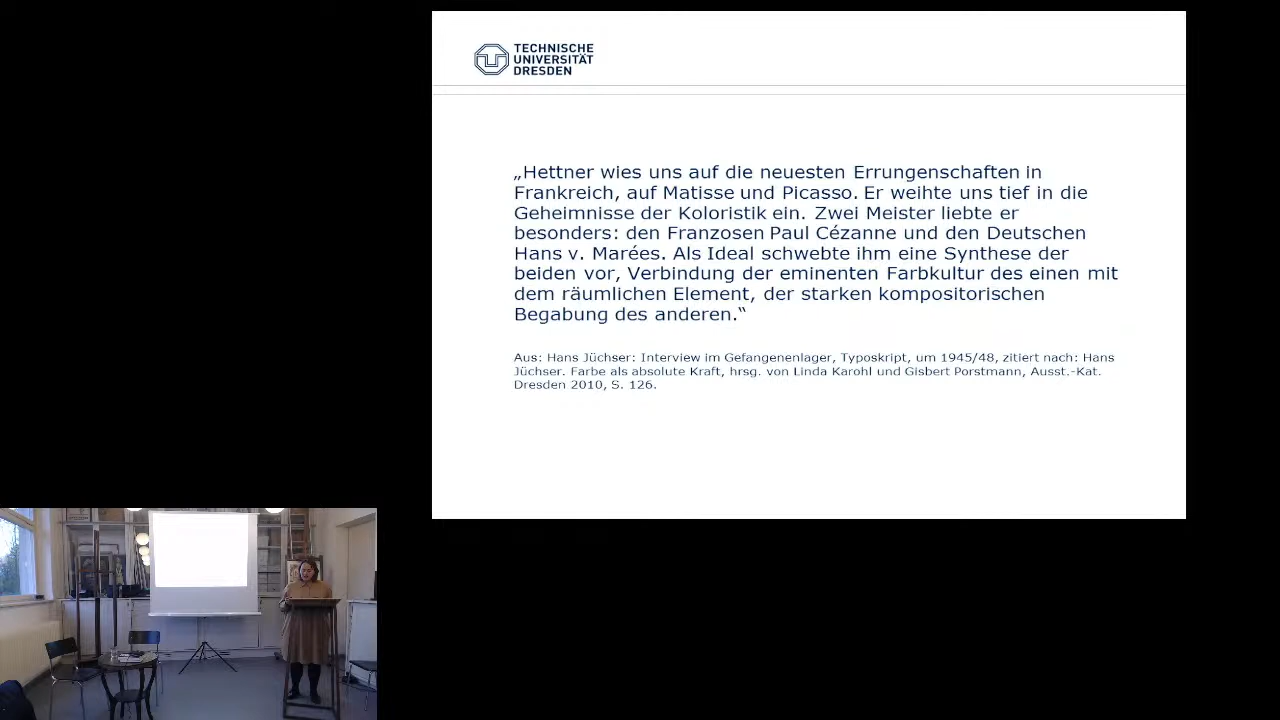 TECHNISCHE
UNIVERSITÄT
DRESDEN
„Hettner wies uns auf die neuesten Errungenschaften in
Frankreich, auf Matisse und Picasso. Er weihte uns tief in die
Geheimnisse der Koloristik ein. Zwei Meister liebte er
besonders: den Franzosen Paul Cézanne und den Deutschen
Hans v. Marées. Als Ideal schwebte ihm eine Synthese der
beiden vor, Verbindung der eminenten Farbkultur des einen mit
dem räumlichen Element, der starken kompositorischen
Begabung des anderen.“
Aus: Hans Jüchser: Interview im Gefangenenlager, Typoskript, um 1945/48, zitiert nach: Hans
Jüchser. Farbe als absolute Kraft, hrsg. von Linda Karohl und Gisbert Porstmann, Ausst.-Kat.
Dresden 2010, S. 126.